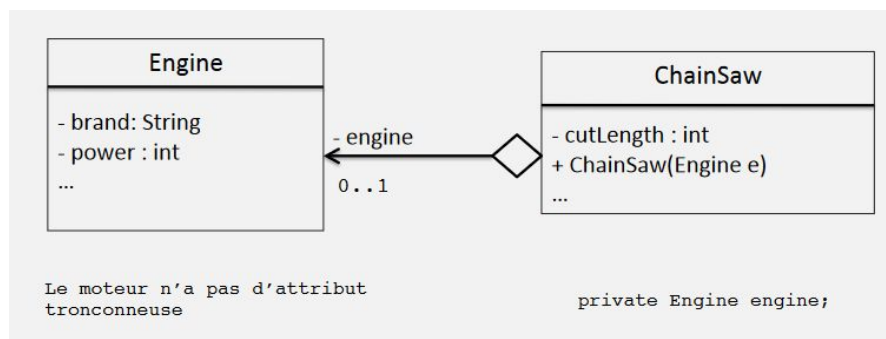 Engine
- brand: String
- power : int
...
- engine
0..1
ChainSaw
- cutLength : int
+ ChainSaw(Engine e)
...
Le moteur n'a pas d'attribut
tronconneuse
private Engine engine;